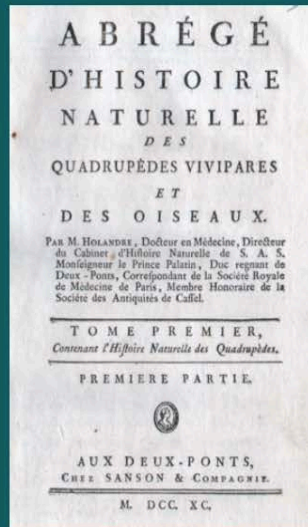 ABRÉGÉ
D'HISTOIRE
NATURELLE
DES
QUADRUPÈDES VIVIPARES
ET
DES OISEAUX.
PAR M. HOLANDRE, Docteur en Médecine, Directeur
du Cabinet d'Histoire Naturelle de S. A. S.
Monseigneur le Prince Palatin, Duc regnant de
Deux-Ponts, Correspondant de la Société Royale
de Médecine de Paris, Membre Honoraire de la
Société des Antiquités de Cassel.
TOME PREMIER,
Contenant l'Histoire Naturelle des Quadrupèdes.
PREMIERE PARTIE.
AUX DEUX-PONTS,
CHEZ SANSON & COMPAGNIE.
M. DCC. XC.